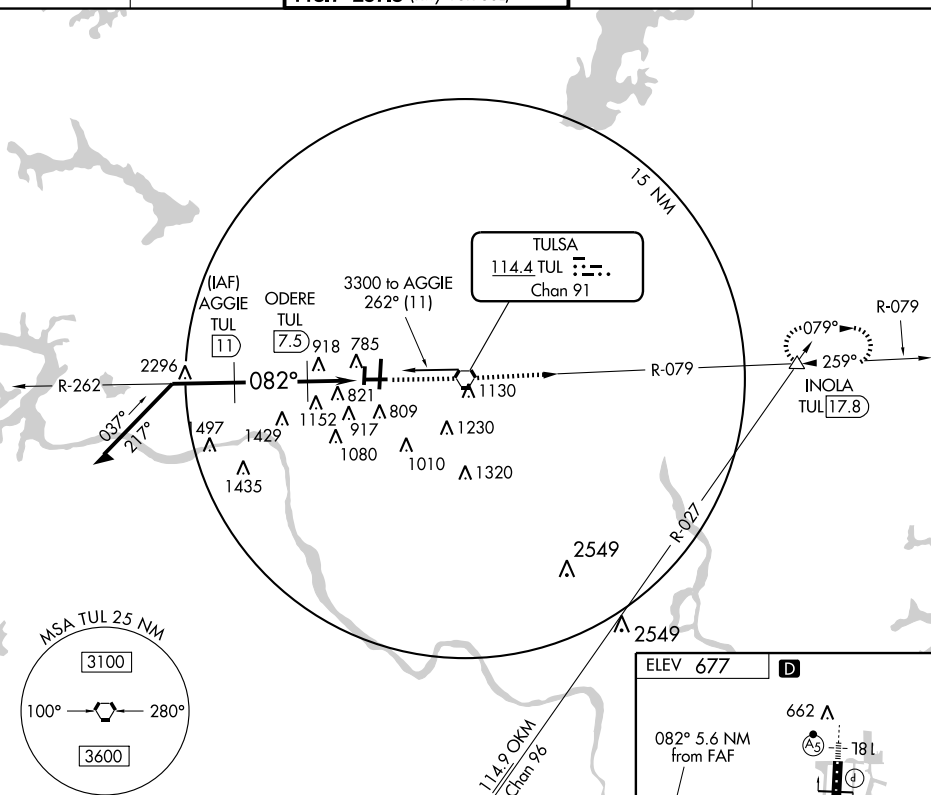 15 NM
TULSA
114.4 TUL
Chan 91
(IAF)
AGGIE
TUL
11
ODERE
TUL
7.5
3300 to AGGIE
262° (11)
R-079
079°
259°
INOLA
TUL 17.8
R-079
2296
918
785
R-262
082°
821
1130
037°
217°
1497
1429
1152
917
809
1230
1080
1010
1435
1320
R-027
2549
2549
114.9 OKM
Chan 96
MSA TUL 25 NM
3100
100°
280°
3600
ELEV 677
D
662
A5
18L
082° 5.6 NM
from FAF
P